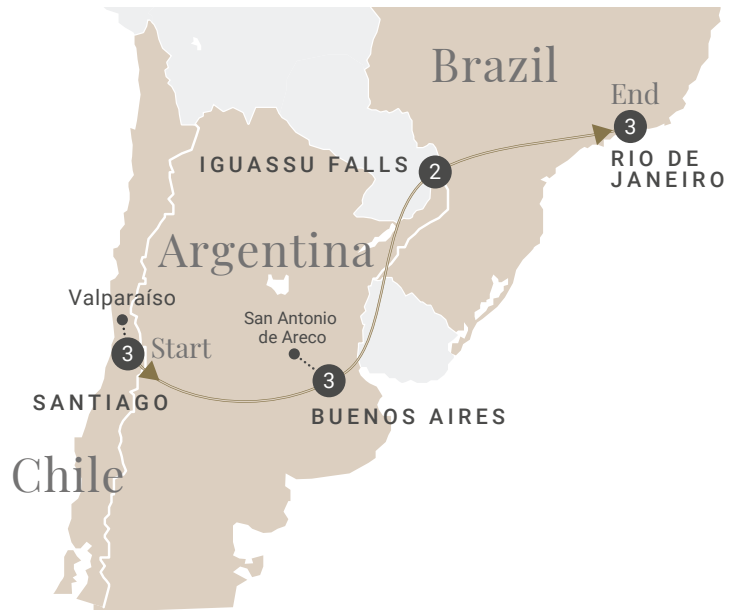 Brazil
End
3
RIO DE
JANEIRO
IGUASSU FALLS
2
Argentina
Valparaíso
San Antonio
de Areco
3
Start
3
SANTIAGO
BUENOS AIRES
Chile